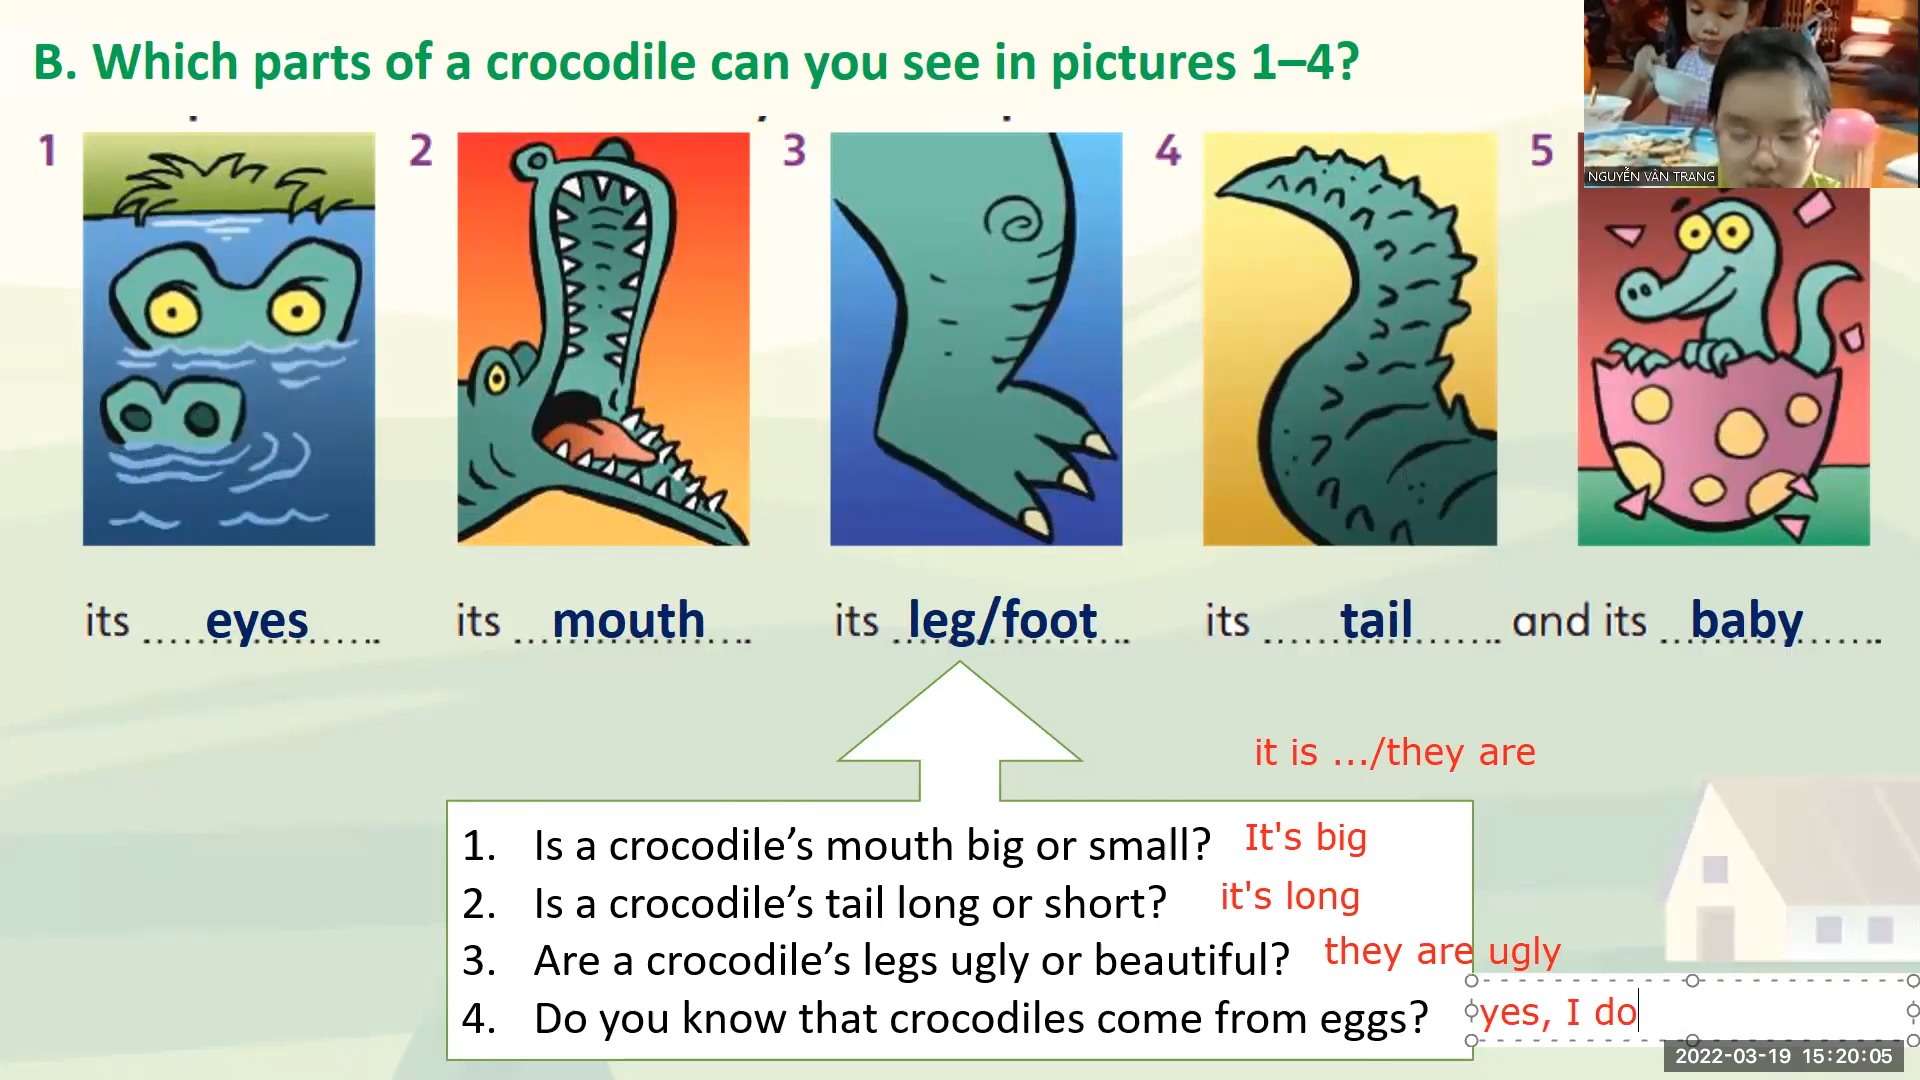 B. Which parts of a crocodile can you see in pictures 1–4?
1 2 3 4 5
NGUYỄN VÂN TRANG
its eyes its mouth its leg/foot its tail and its baby
it is .../they are
1. Is a crocodile's mouth big or small? It's big
2. Is a crocodile's tail long or short? it's long
3. Are a crocodile's legs ugly or beautiful? they are ugly
4. Do you know that crocodiles come from eggs? yes, I do
2022-03-19 15:20:05